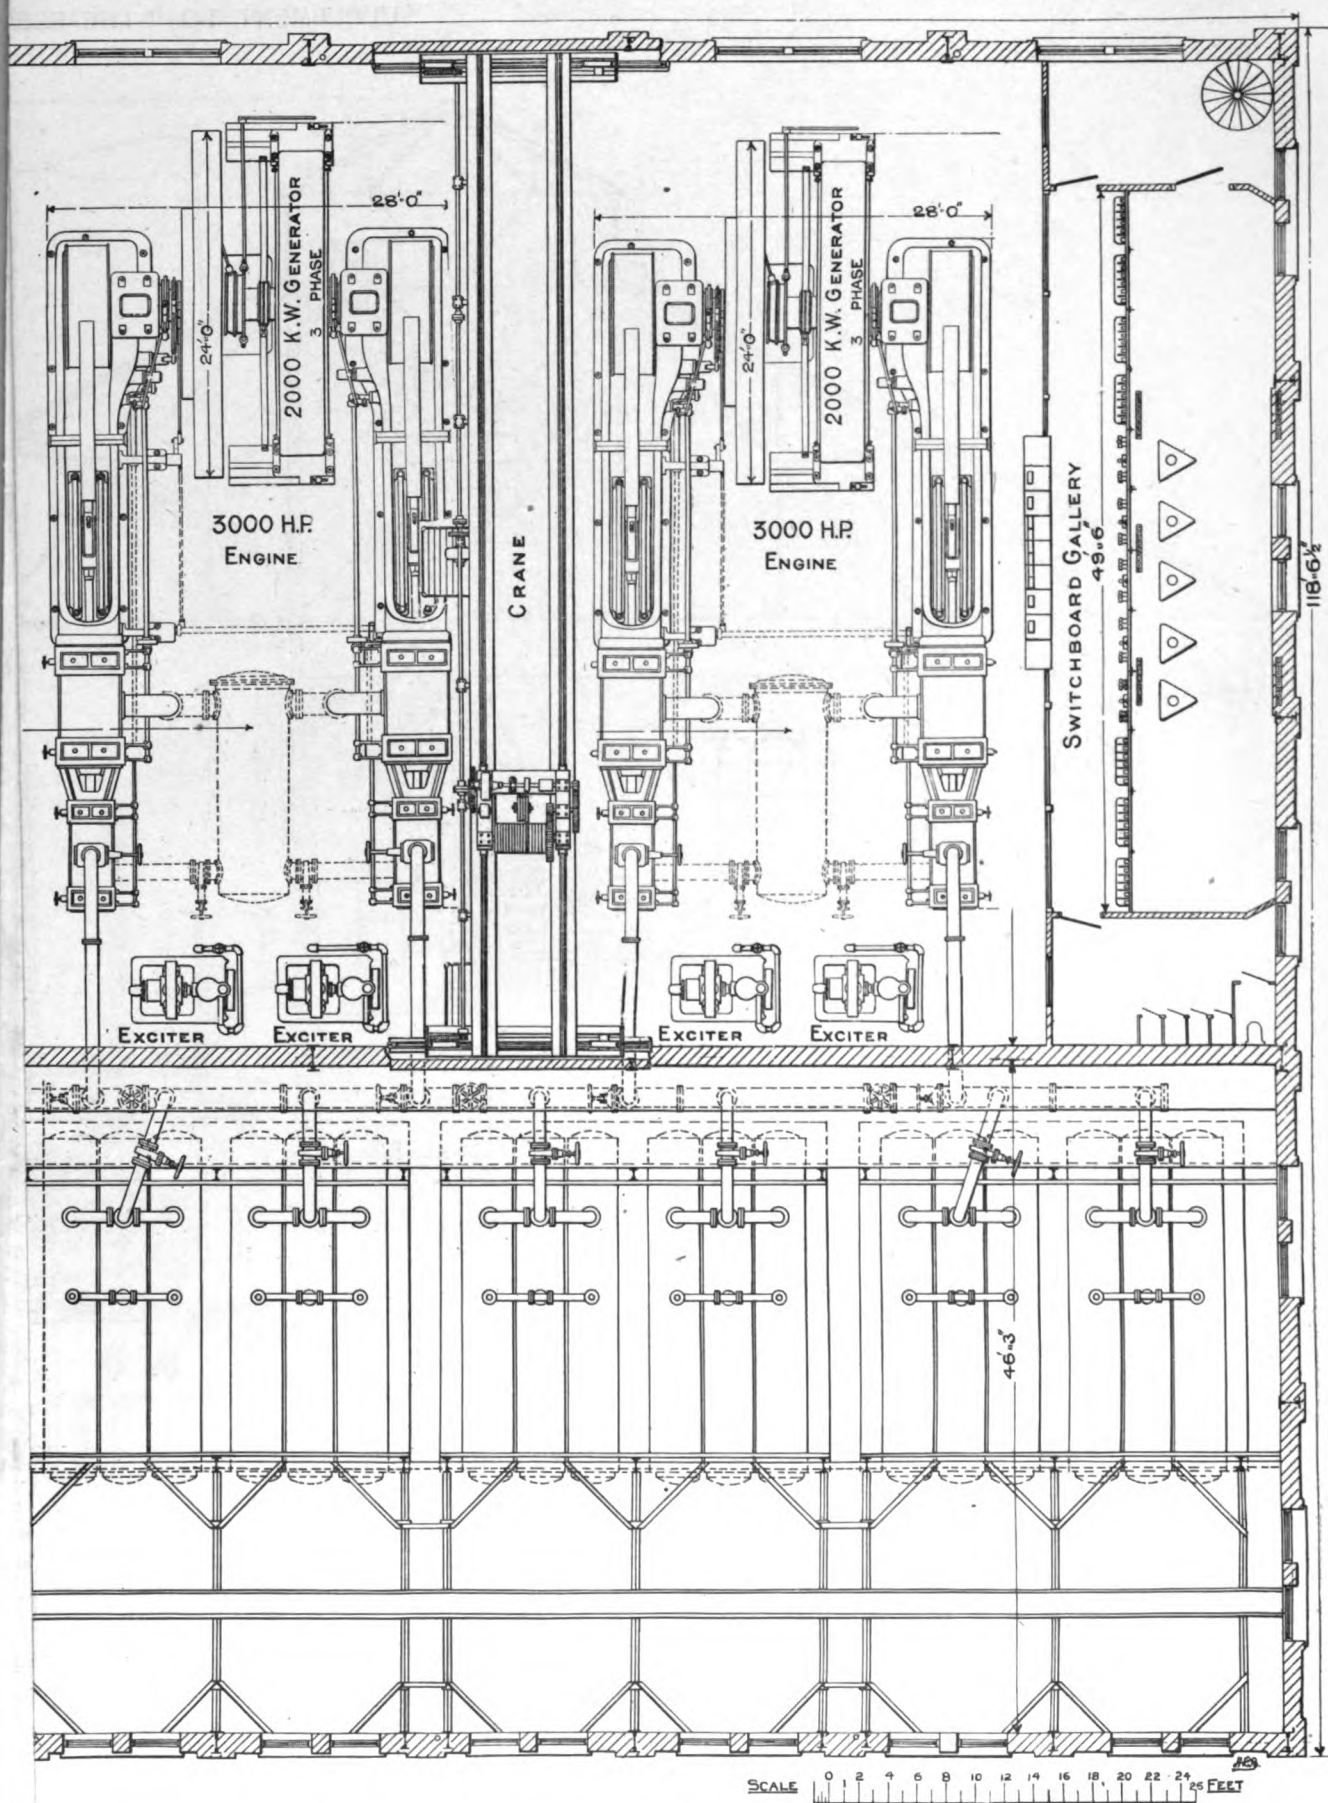 28'-0"
24'-0"
2000 K.W. GENERATOR
3 PHASE
3000 H.P.
ENGINE
CRANE
28'-0"
24'-0"
2000 K.W. GENERATOR
3 PHASE
3000 H.P.
ENGINE
SWITCHBOARD GALLERY
49'-6"
118'-6½"
EXCITER
EXCITER
EXCITER
EXCITER
46'-3"
SCALE 0 1 2 4 6 8 10 12 14 16 18 20 22 24 25 FEET